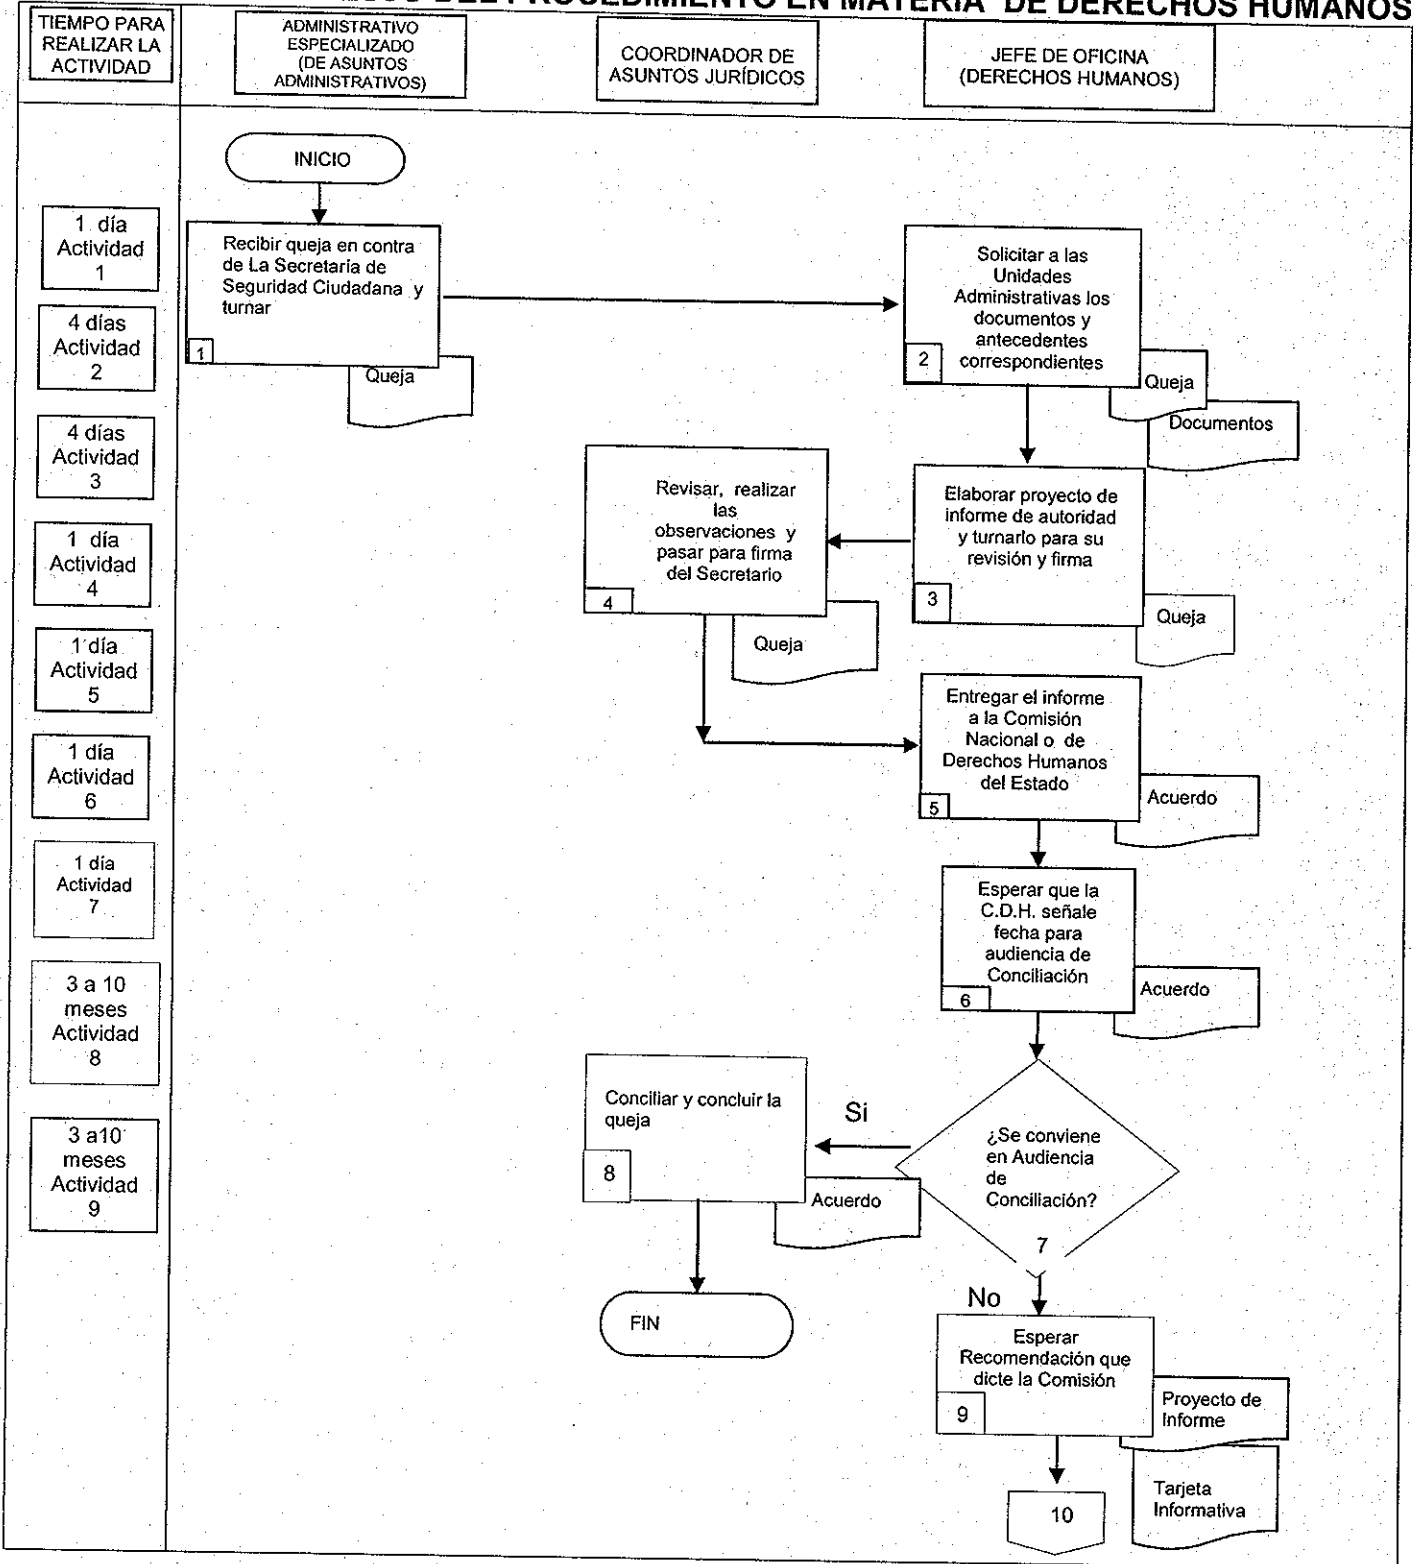 DEL PROCEDIMIENTO EN MATERIA DE DERECHOS HUMANOS
TIEMPO PARA
REALIZAR LA
ACTIVIDAD
ADMINISTRATIVO
ESPECIALIZADO
(DE ASUNTOS
ADMINISTRATIVOS)
COORDINADOR DE
ASUNTOS JURÍDICOS
JEFE DE OFICINA
(DERECHOS HUMANOS)
INICIO
1 día
Actividad
1
Recibir queja en contra
de La Secretaría de
Seguridad Ciudadana y
turnar
1
Queja
Solicitar a las
Unidades
Administrativas los
documentos y
antecedentes
correspondientes
2
Queja
Documentos
4 días
Actividad
2
4 días
Actividad
3
Revisar, realizar
las
observaciones y
pasar para firma
del Secretario
4
Queja
Elaborar proyecto de
informe de autoridad
y turnarlo para su
revisión y firma
3
Queja
1 día
Actividad
4
1 día
Actividad
5
Entregar el informe
a la Comisión
Nacional o de
Derechos Humanos
del Estado
5
Acuerdo
1 día
Actividad
6
1 día
Actividad
7
Esperar que la
C.D.H. señale
fecha para
audiencia de
Conciliación
6
Acuerdo
3 a 10
meses
Actividad
8
Conciliar y concluir la
queja
8
Acuerdo
Si
¿Se conviene
en Audiencia
de
Conciliación?
7
3 a10
meses
Actividad
9
FIN
No
Esperar
Recomendación que
dicte la Comisión
9
Proyecto de
Informe
Tarjeta
Informativa
10